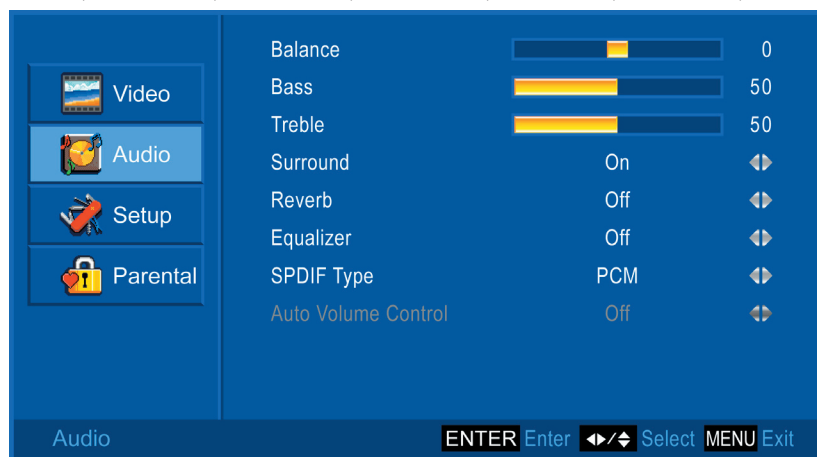 Video
Audio
Setup
Parental
Balance 0
Bass 50
Treble 50
Surround On
Reverb Off
Equalizer Off
SPDIF Type PCM
Auto Volume Control Off
Audio ENTER Enter / Select MENU Exit